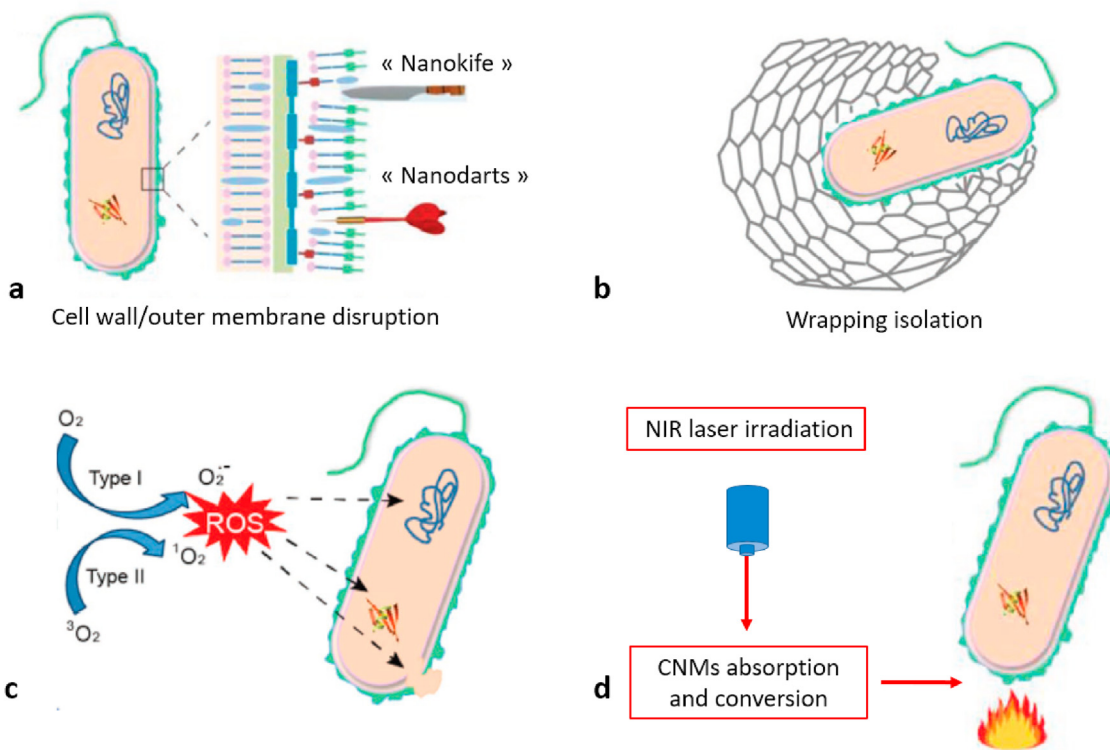 « Nanokife »
« Nanodarts »
a
Cell wall/outer membrane disruption
b
Wrapping isolation
O₂
Type I
O₂·⁻
ROS
¹O₂
Type II
³O₂
c
NIR laser irradiation
CNMs absorption
and conversion
d